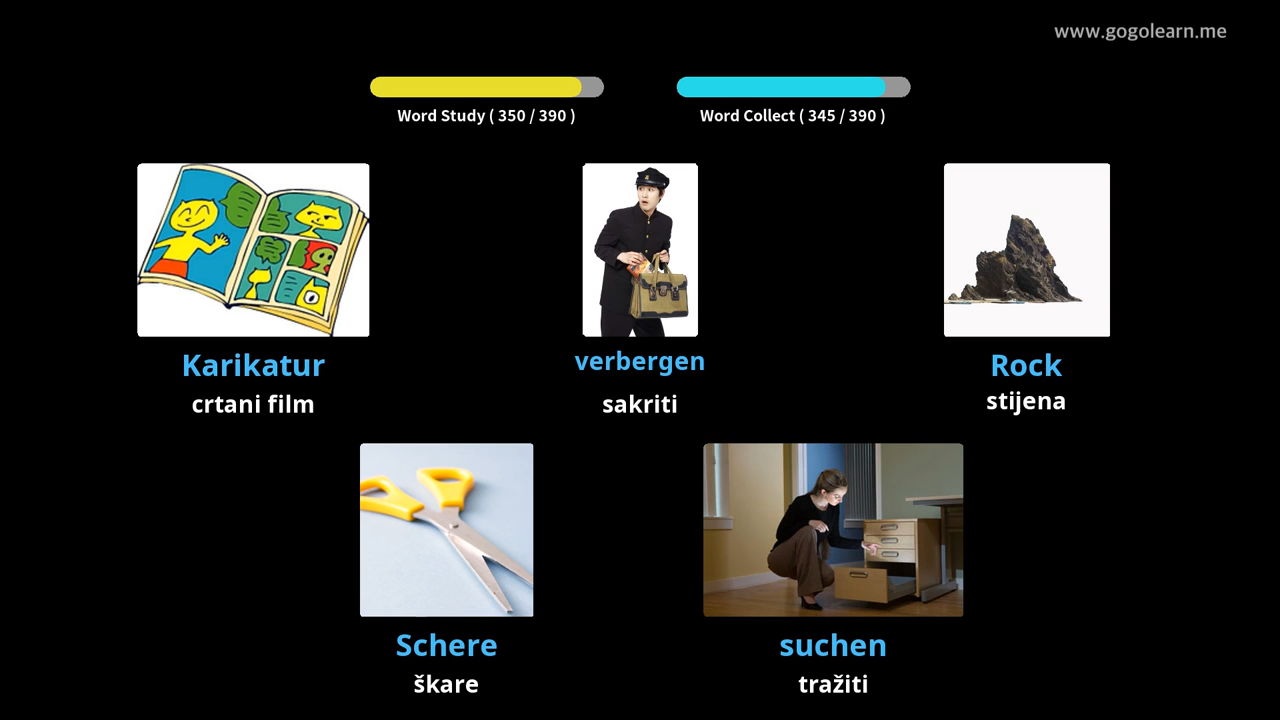 www.gogolearn.me
Word Study ( 350 / 390 )
Word Collect ( 345 / 390 )
Karikatur
crtani film
verbergen
sakriti
Rock
stijena
Schere
škare
suchen
tražiti